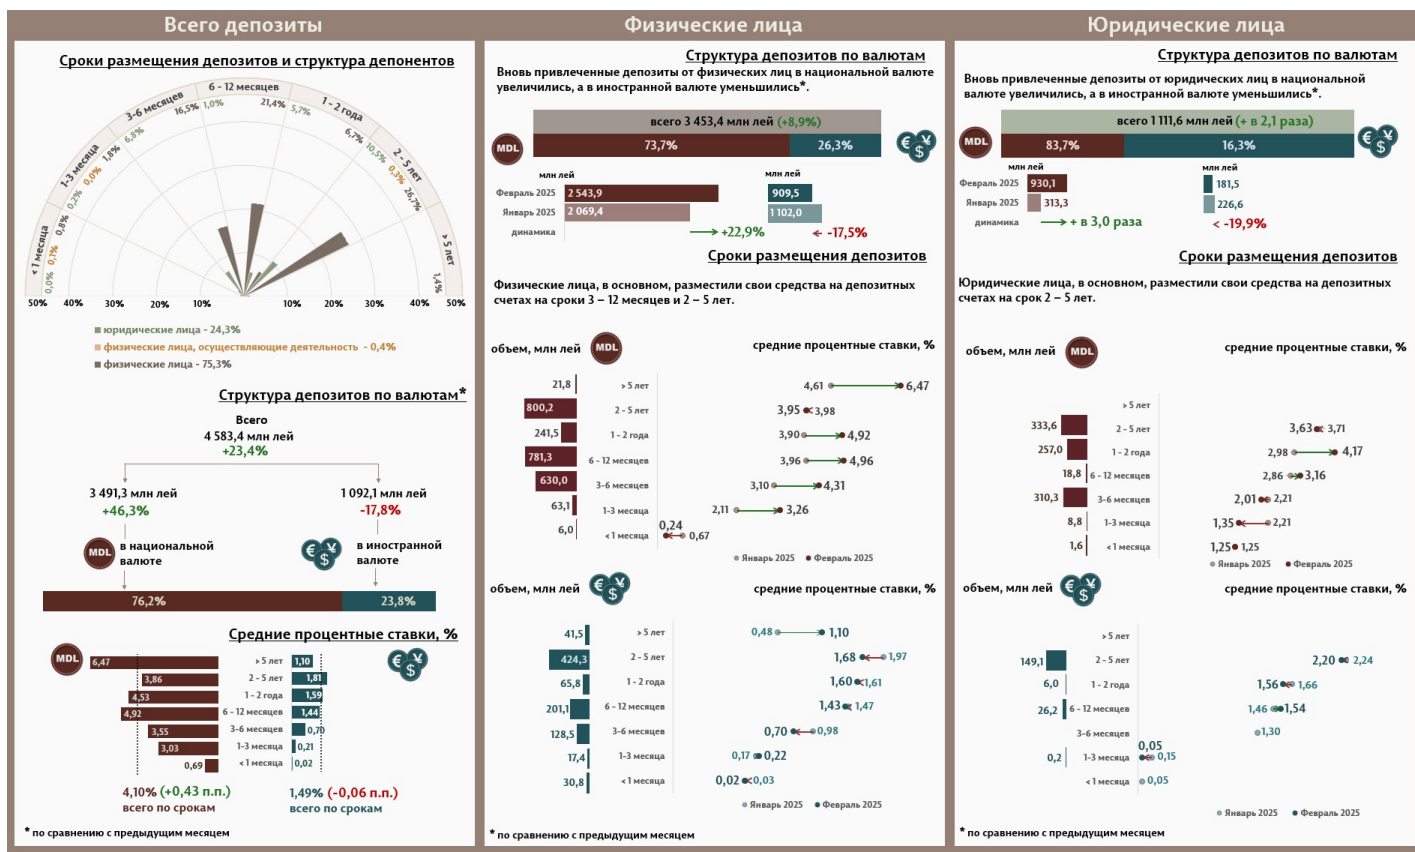 Всего депозиты
Сроки размещения депозитов и структура депонентов
< 1 месяца
1-3 месяца
3-6 месяцев
6 - 12 месяцев
1 - 2 года
2 - 5 лет
> 5 лет
0,0% 0,1% 0,8%
0,2% 0,0% 1,8%
6,8% 16,5%
1,0% 21,4%
5,7% 6,7%
10,5% 0,3% 26,7%
1,4%
50% 40% 30% 20% 10% 10% 20% 30% 40% 50%
юридические лица - 24,3%
физические лица, осуществляющие деятельность - 0,4%
физические лица - 75,3%
Структура депозитов по валютам*
Всего
4 583,4 млн лей
+23,4%
3 491,3 млн лей 1 092,1 млн лей
+46,3% -17,8%
MDL в национальной валюте
€ ¥ $ в иностранной валюте
76,2% 23,8%
Средние процентные ставки, %
MDL € ¥ $
6,47 > 5 лет 1,10
3,86 2 - 5 лет 1,81
4,53 1 - 2 года 1,59
4,92 6 - 12 месяцев 1,44
3,55 3-6 месяцев 0,70
3,03 1-3 месяца 0,21
0,69 < 1 месяца 0,02
4,10% (+0,43 п.п.) 1,49% (-0,06 п.п.)
всего по срокам всего по срокам
* по сравнению с предыдущим месяцем
Физические лица
Структура депозитов по валютам
Вновь привлеченные депозиты от физических лиц в национальной валюте
увеличились, а в иностранной валюте уменьшились*.
всего 3 453,4 млн лей (+8,9%)
MDL 73,7% 26,3% € ¥ $
млн лей млн лей
Февраль 2025 2 543,9 909,5
Январь 2025 2 069,4 1 102,0
динамика +22,9% -17,5%
Сроки размещения депозитов
Физические лица, в основном, разместили свои средства на депозитных
счетах на сроки 3 – 12 месяцев и 2 – 5 лет.
объем, млн лей MDL средние процентные ставки, %
21,8 > 5 лет 4,61 6,47
800,2 2 - 5 лет 3,95 3,98
241,5 1 - 2 года 3,90 4,92
781,3 6 - 12 месяцев 3,96 4,96
630,0 3-6 месяцев 3,10 4,31
63,1 1-3 месяца 2,11 3,26
6,0 < 1 месяца 0,24 0,67
Январь 2025 Февраль 2025
объем, млн лей € ¥ $ средние процентные ставки, %
41,5 > 5 лет 0,48 1,10
424,3 2 - 5 лет 1,68 1,97
65,8 1 - 2 года 1,60 1,61
201,1 6 - 12 месяцев 1,43 1,47
128,5 3-6 месяцев 0,70 0,98
17,4 1-3 месяца 0,17 0,22
30,8 < 1 месяца 0,02 0,03
Январь 2025 Февраль 2025
* по сравнению с предыдущим месяцем
Юридические лица
Структура депозитов по валютам
Вновь привлеченные депозиты от юридических лиц в национальной
валюте увеличились, а в иностранной валюте уменьшились*.
всего 1 111,6 млн лей (+ в 2,1 раза)
MDL 83,7% 16,3% € ¥ $
млн лей млн лей
Февраль 2025 930,1 181,5
Январь 2025 313,3 226,6
динамика + в 3,0 раза -19,9%
Сроки размещения депозитов
Юридические лица, в основном, разместили свои средства на депозитных
счетах на срок 2 – 5 лет.
объем, млн лей MDL средние процентные ставки, %
> 5 лет
333,6 2 - 5 лет 3,63 3,71
257,0 1 - 2 года 2,98 4,17
18,8 6 - 12 месяцев 2,86 3,16
310,3 3-6 месяцев 2,01 2,21
8,8 1-3 месяца 1,35 2,21
1,6 < 1 месяца 1,25 1,25
Январь 2025 Февраль 2025
объем, млн лей € ¥ $ средние процентные ставки, %
> 5 лет
149,1 2 - 5 лет 2,20 2,24
6,0 1 - 2 года 1,56 1,66
26,2 6 - 12 месяцев 1,46 1,54
3-6 месяцев 1,30
0,2 1-3 месяца 0,05 0,15
< 1 месяца 0,05
Январь 2025 Февраль 2025
* по сравнению с предыдущим месяцем